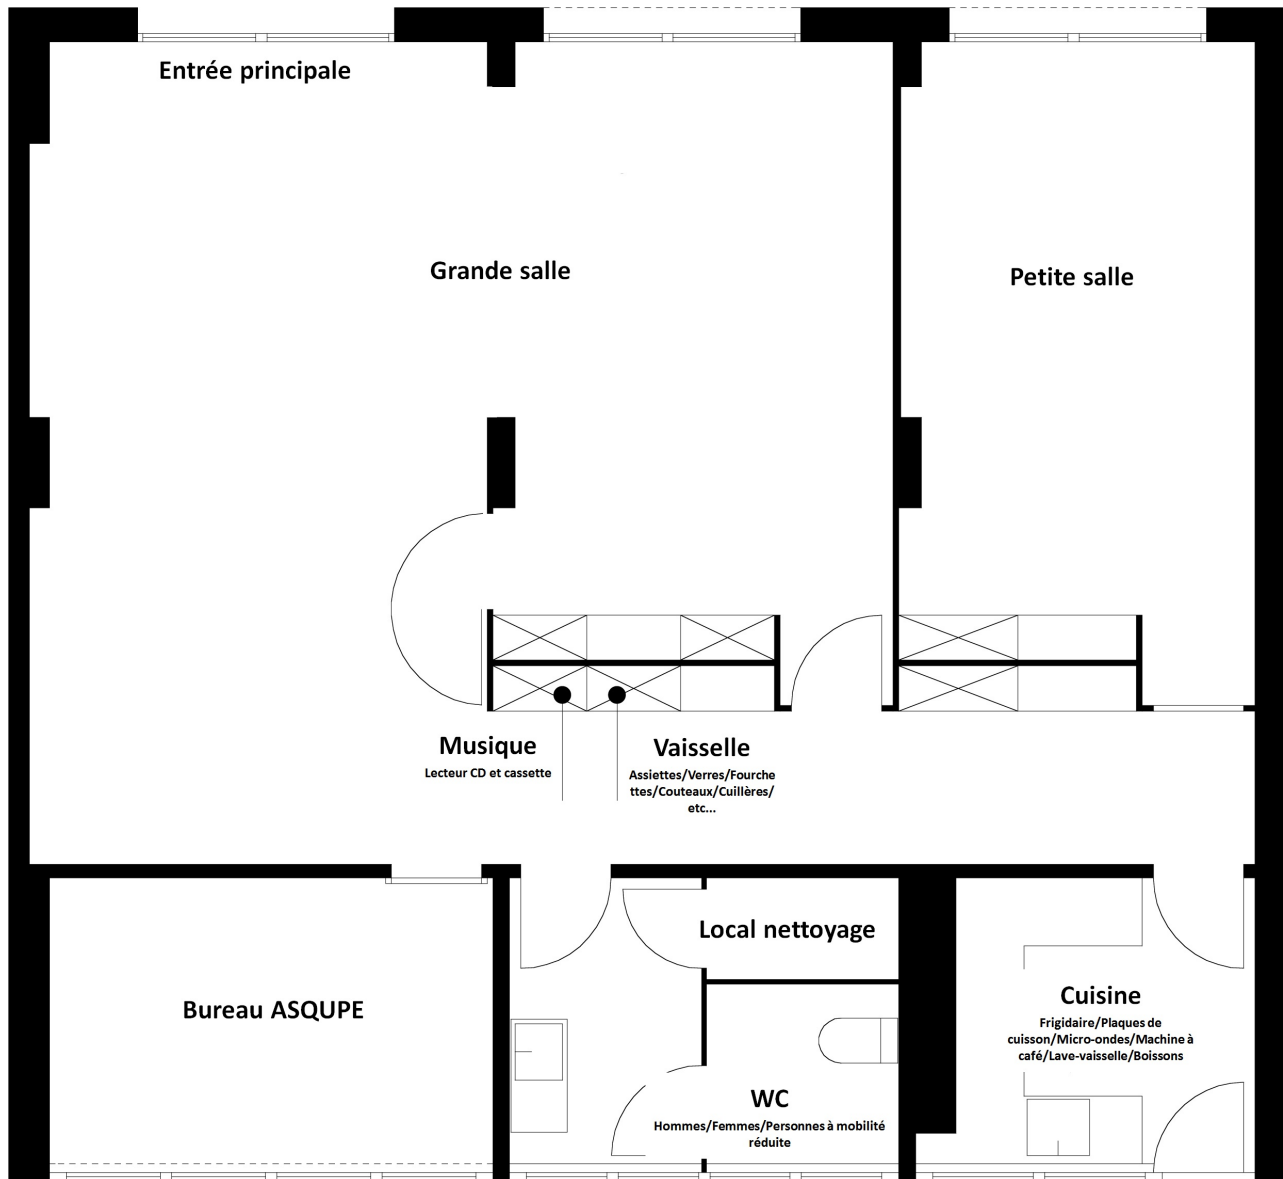 Entrée principale
Grande salle
Petite salle
Musique
Lecteur CD et cassette
Vaisselle
Assiettes/Verres/Fourche
ttes/Couteaux/Cuillères/
etc...
Local nettoyage
Bureau ASQUPE
Cuisine
Frigidaire/Plaques de
cuisson/Micro-ondes/Machine à
café/Lave-vaisselle/Boissons
WC
Hommes/Femmes/Personnes à mobilité
réduite